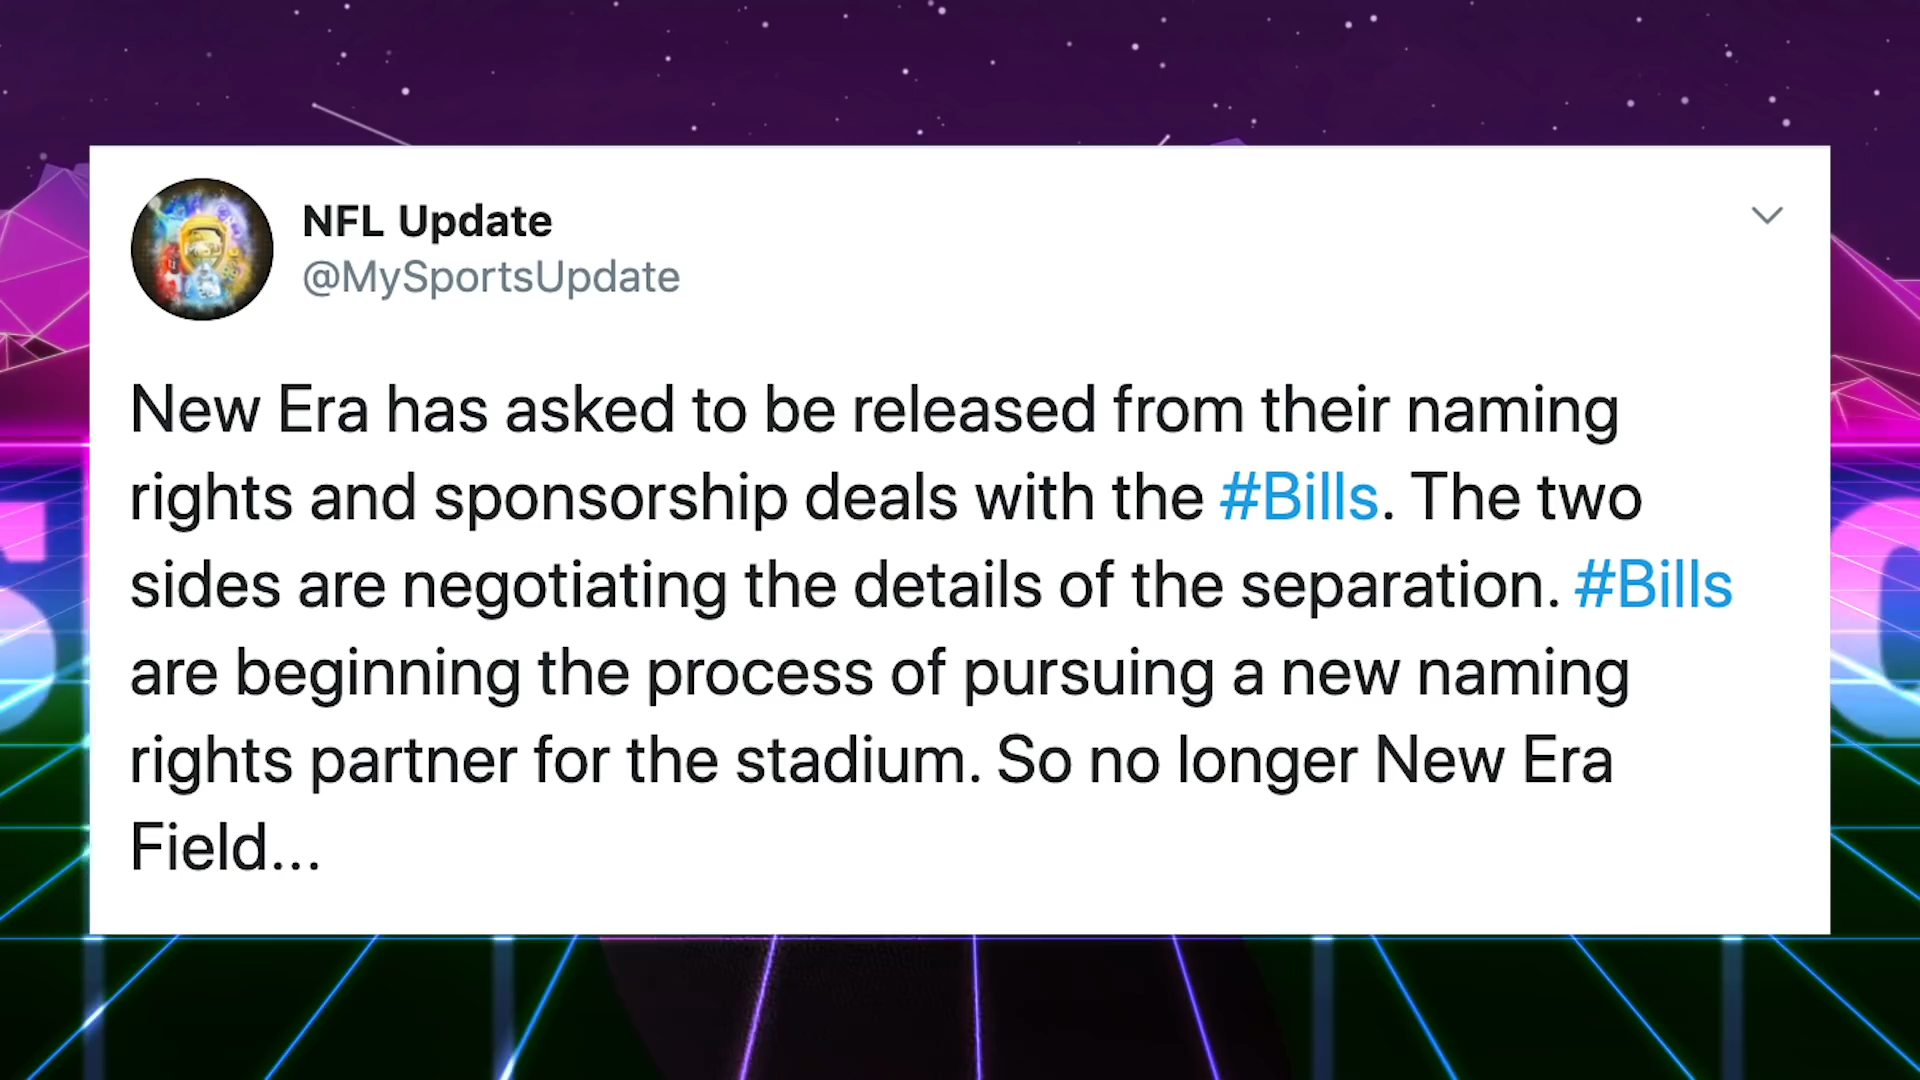 NFL Update
@MySportsUpdate
New Era has asked to be released from their naming
rights and sponsorship deals with the #Bills. The two
sides are negotiating the details of the separation. #Bills
are beginning the process of pursuing a new naming
rights partner for the stadium. So no longer New Era
Field...